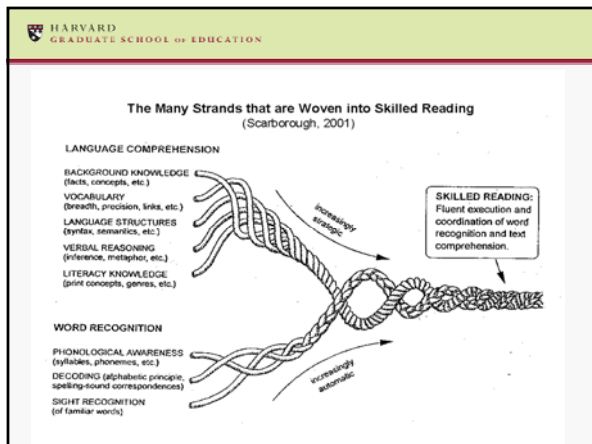 HARVARD
GRADUATE SCHOOL OF EDUCATION
The Many Strands that are Woven into Skilled Reading
(Scarborough, 2001)
LANGUAGE COMPREHENSION
BACKGROUND KNOWLEDGE
(facts, concepts, etc.)
VOCABULARY
(breadth, precision, links, etc.)
LANGUAGE STRUCTURES
(syntax, semantics, etc.)
VERBAL REASONING
(inference, metaphor, etc.)
LITERACY KNOWLEDGE
(print concepts, genres, etc.)
increasingly
strategic
SKILLED READING:
Fluent execution and
coordination of word
recognition and text
comprehension.
WORD RECOGNITION
PHONOLOGICAL AWARENESS
(syllables, phonemes, etc.)
DECODING (alphabetic principle,
spelling-sound correspondences)
SIGHT RECOGNITION
(of familiar words)
increasingly
automatic